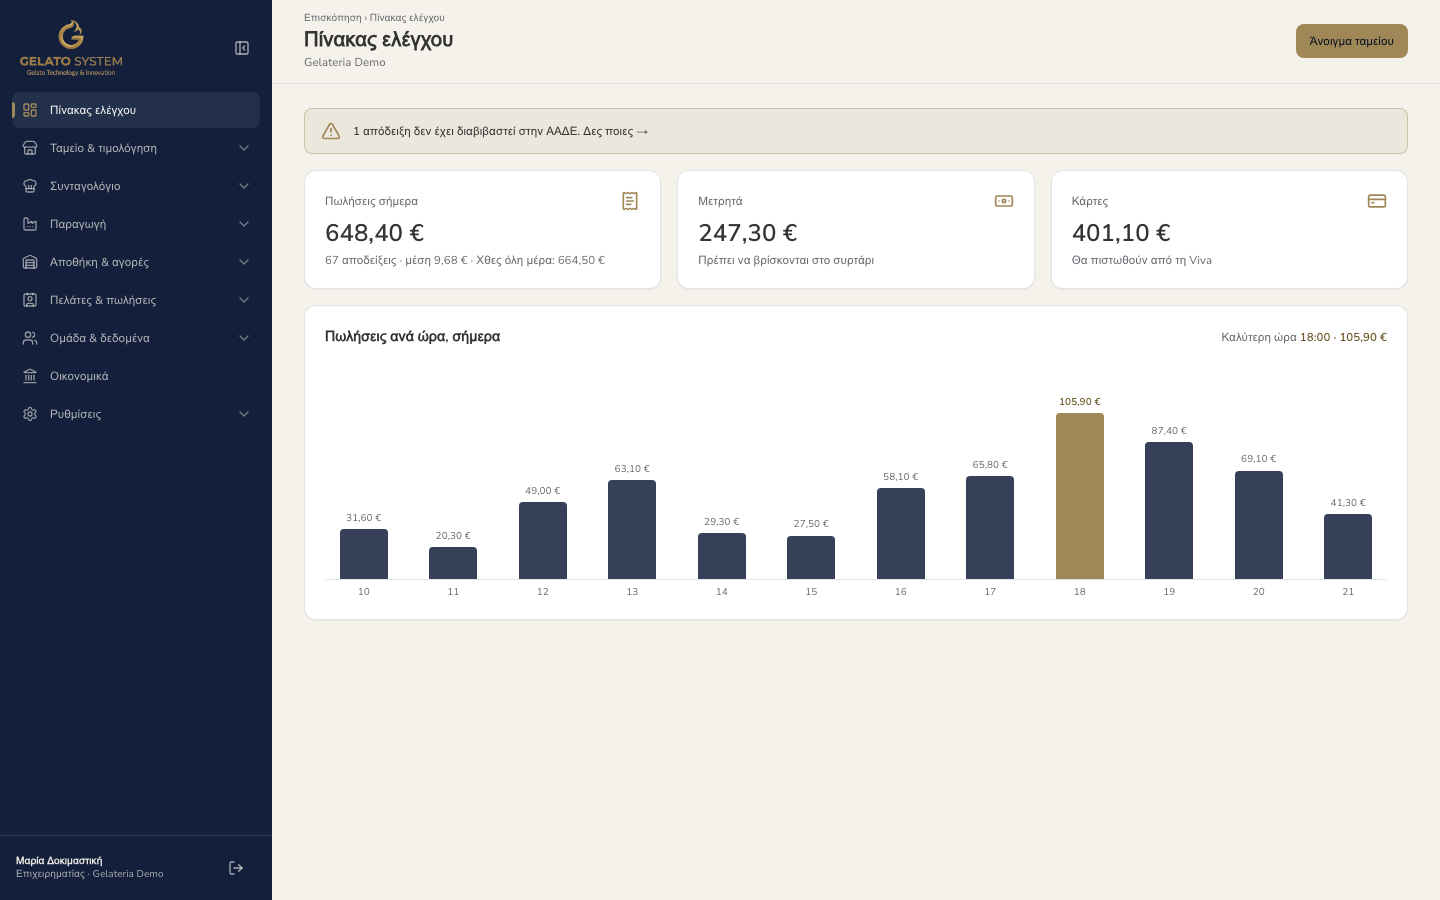 GELATO SYSTEM
Gelato Technology & Innovation
Πίνακας ελέγχου
Ταμείο & τιμολόγηση
Συνταγολόγιο
Παραγωγή
Αποθήκη & αγορές
Πελάτες & πωλήσεις
Ομάδα & δεδομένα
Οικονομικά
Ρυθμίσεις
Μαρία Δοκιμαστική
Επιχειρηματίας · Gelateria Demo
Επισκόπηση › Πίνακας ελέγχου
Πίνακας ελέγχου
Gelateria Demo
Άνοιγμα ταμείου
1 απόδειξη δεν έχει διαβιβαστεί στην ΑΑΔΕ. Δες ποιες →
Πωλήσεις σήμερα
648,40 €
67 αποδείξεις · μέση 9,68 € · Χθες όλη μέρα: 664,50 €
Μετρητά
247,30 €
Πρέπει να βρίσκονται στο συρτάρι
Κάρτες
401,10 €
Θα πιστωθούν από τη Viva
Πωλήσεις ανά ώρα, σήμερα
Καλύτερη ώρα 18:00 · 105,90 €
31,60 €
20,30 €
49,00 €
63,10 €
29,30 €
27,50 €
58,10 €
65,80 €
105,90 €
87,40 €
69,10 €
41,30 €
10 11 12 13 14 15 16 17 18 19 20 21